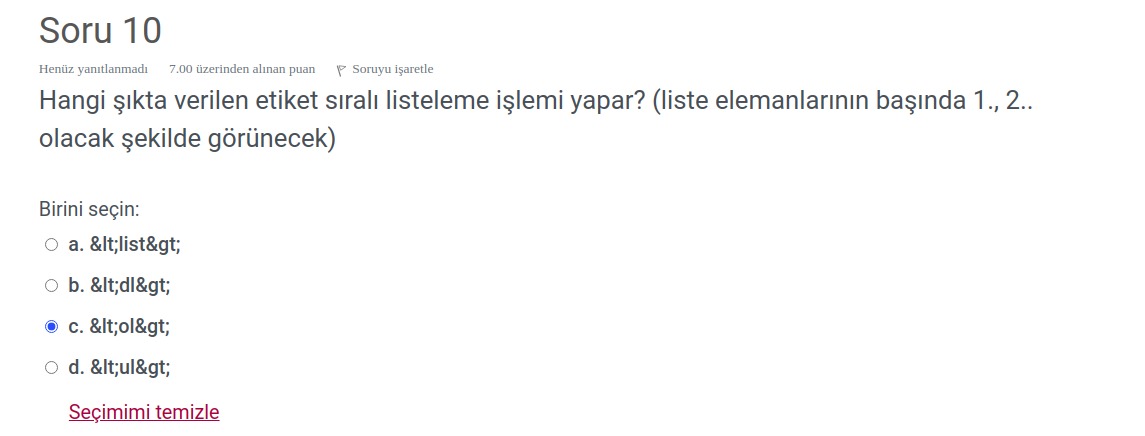 Soru 10
Henüz yanıtlanmadı 7.00 üzerinden alınan puan Soruyu işaretle
Hangi şıkta verilen etiket sıralı listeleme işlemi yapar? (liste elemanlarının başında 1., 2..
olacak şekilde görünecek)
Birini seçin:
a. &lt;list&gt;
b. &lt;dl&gt;
c. &lt;ol&gt;
d. &lt;ul&gt;
Seçimimi temizle